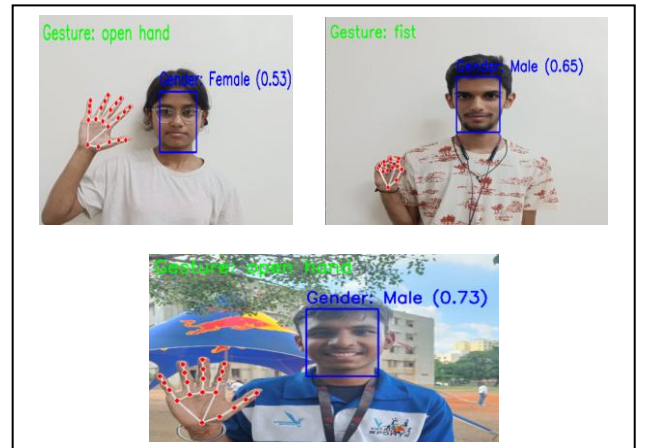 Gesture: open hand
Gender: Female (0.53)
Gesture: fist
Gender: Male (0.65)
Gesture: open hand
Gender: Male (0.73)